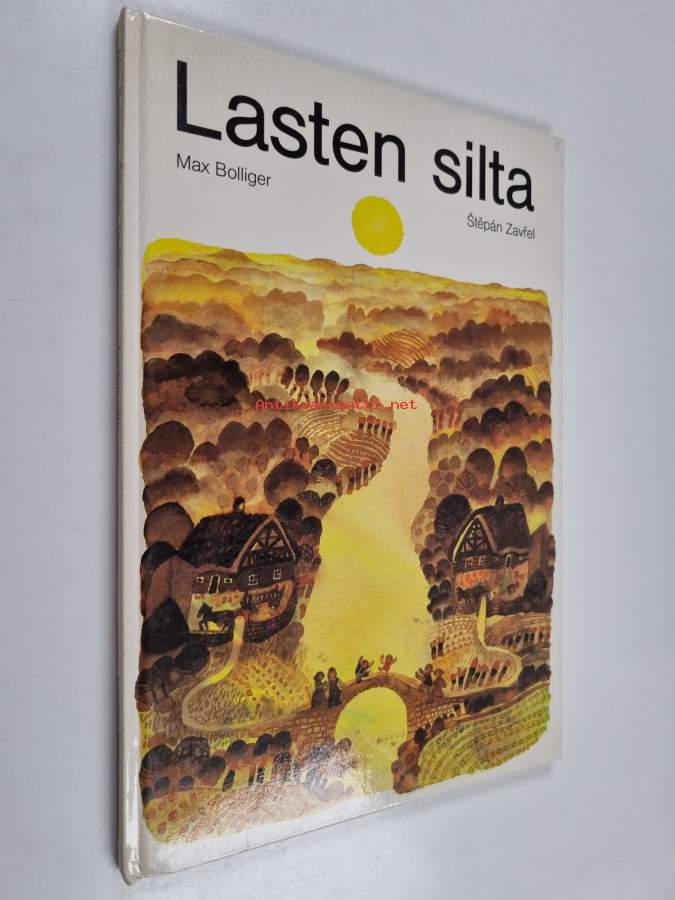 Lasten silta
Max Bolliger
Štěpán Zavřel
Antikvariaatti.net